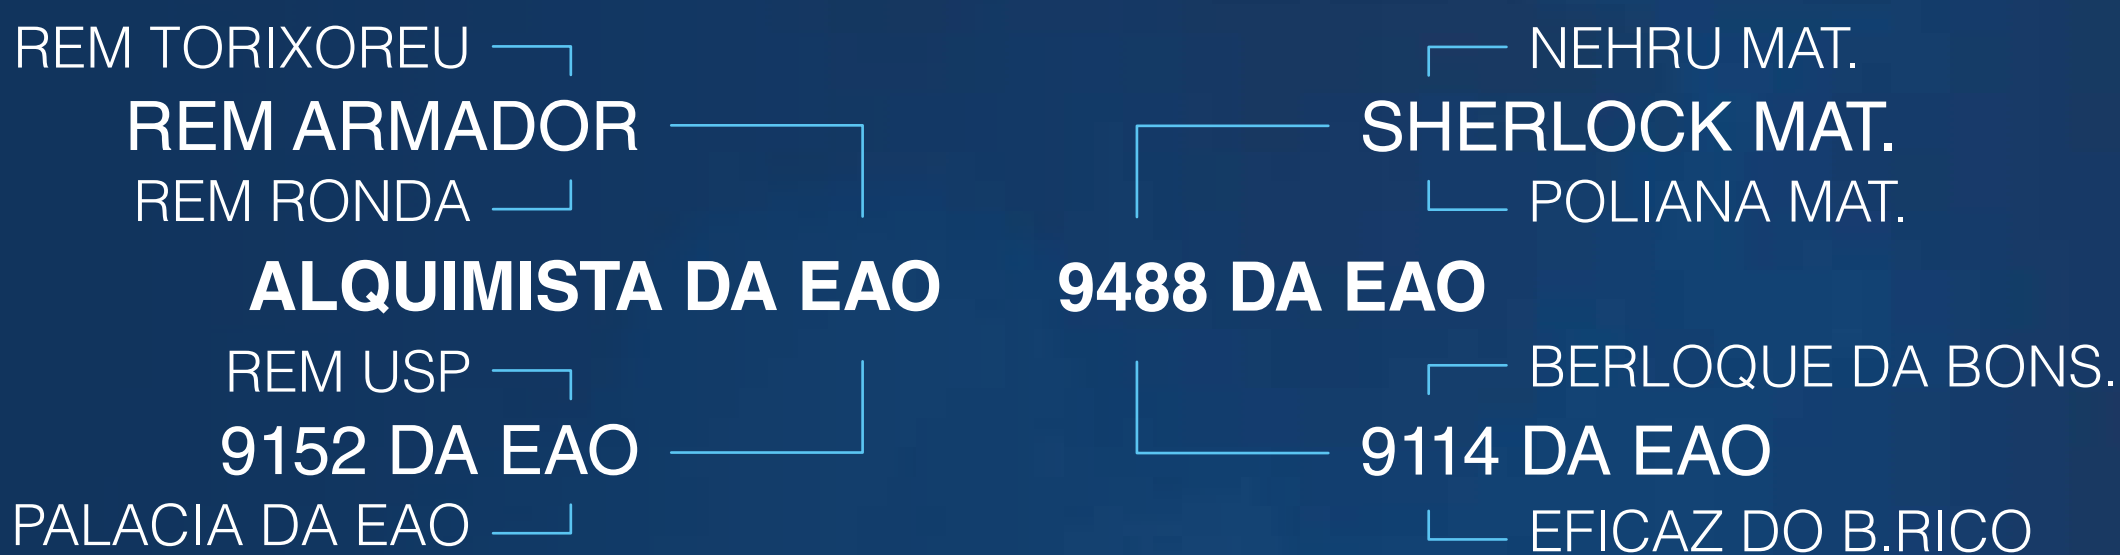 REM TORIXOREU
REM ARMADOR
REM RONDA
ALQUIMISTA DA EAO
REM USP
9152 DA EAO
PALACIA DA EAO
NEHRU MAT.
SHERLOCK MAT.
POLIANA MAT.
9488 DA EAO
BERLOQUE DA BONS.
9114 DA EAO
EFICAZ DO B.RICO